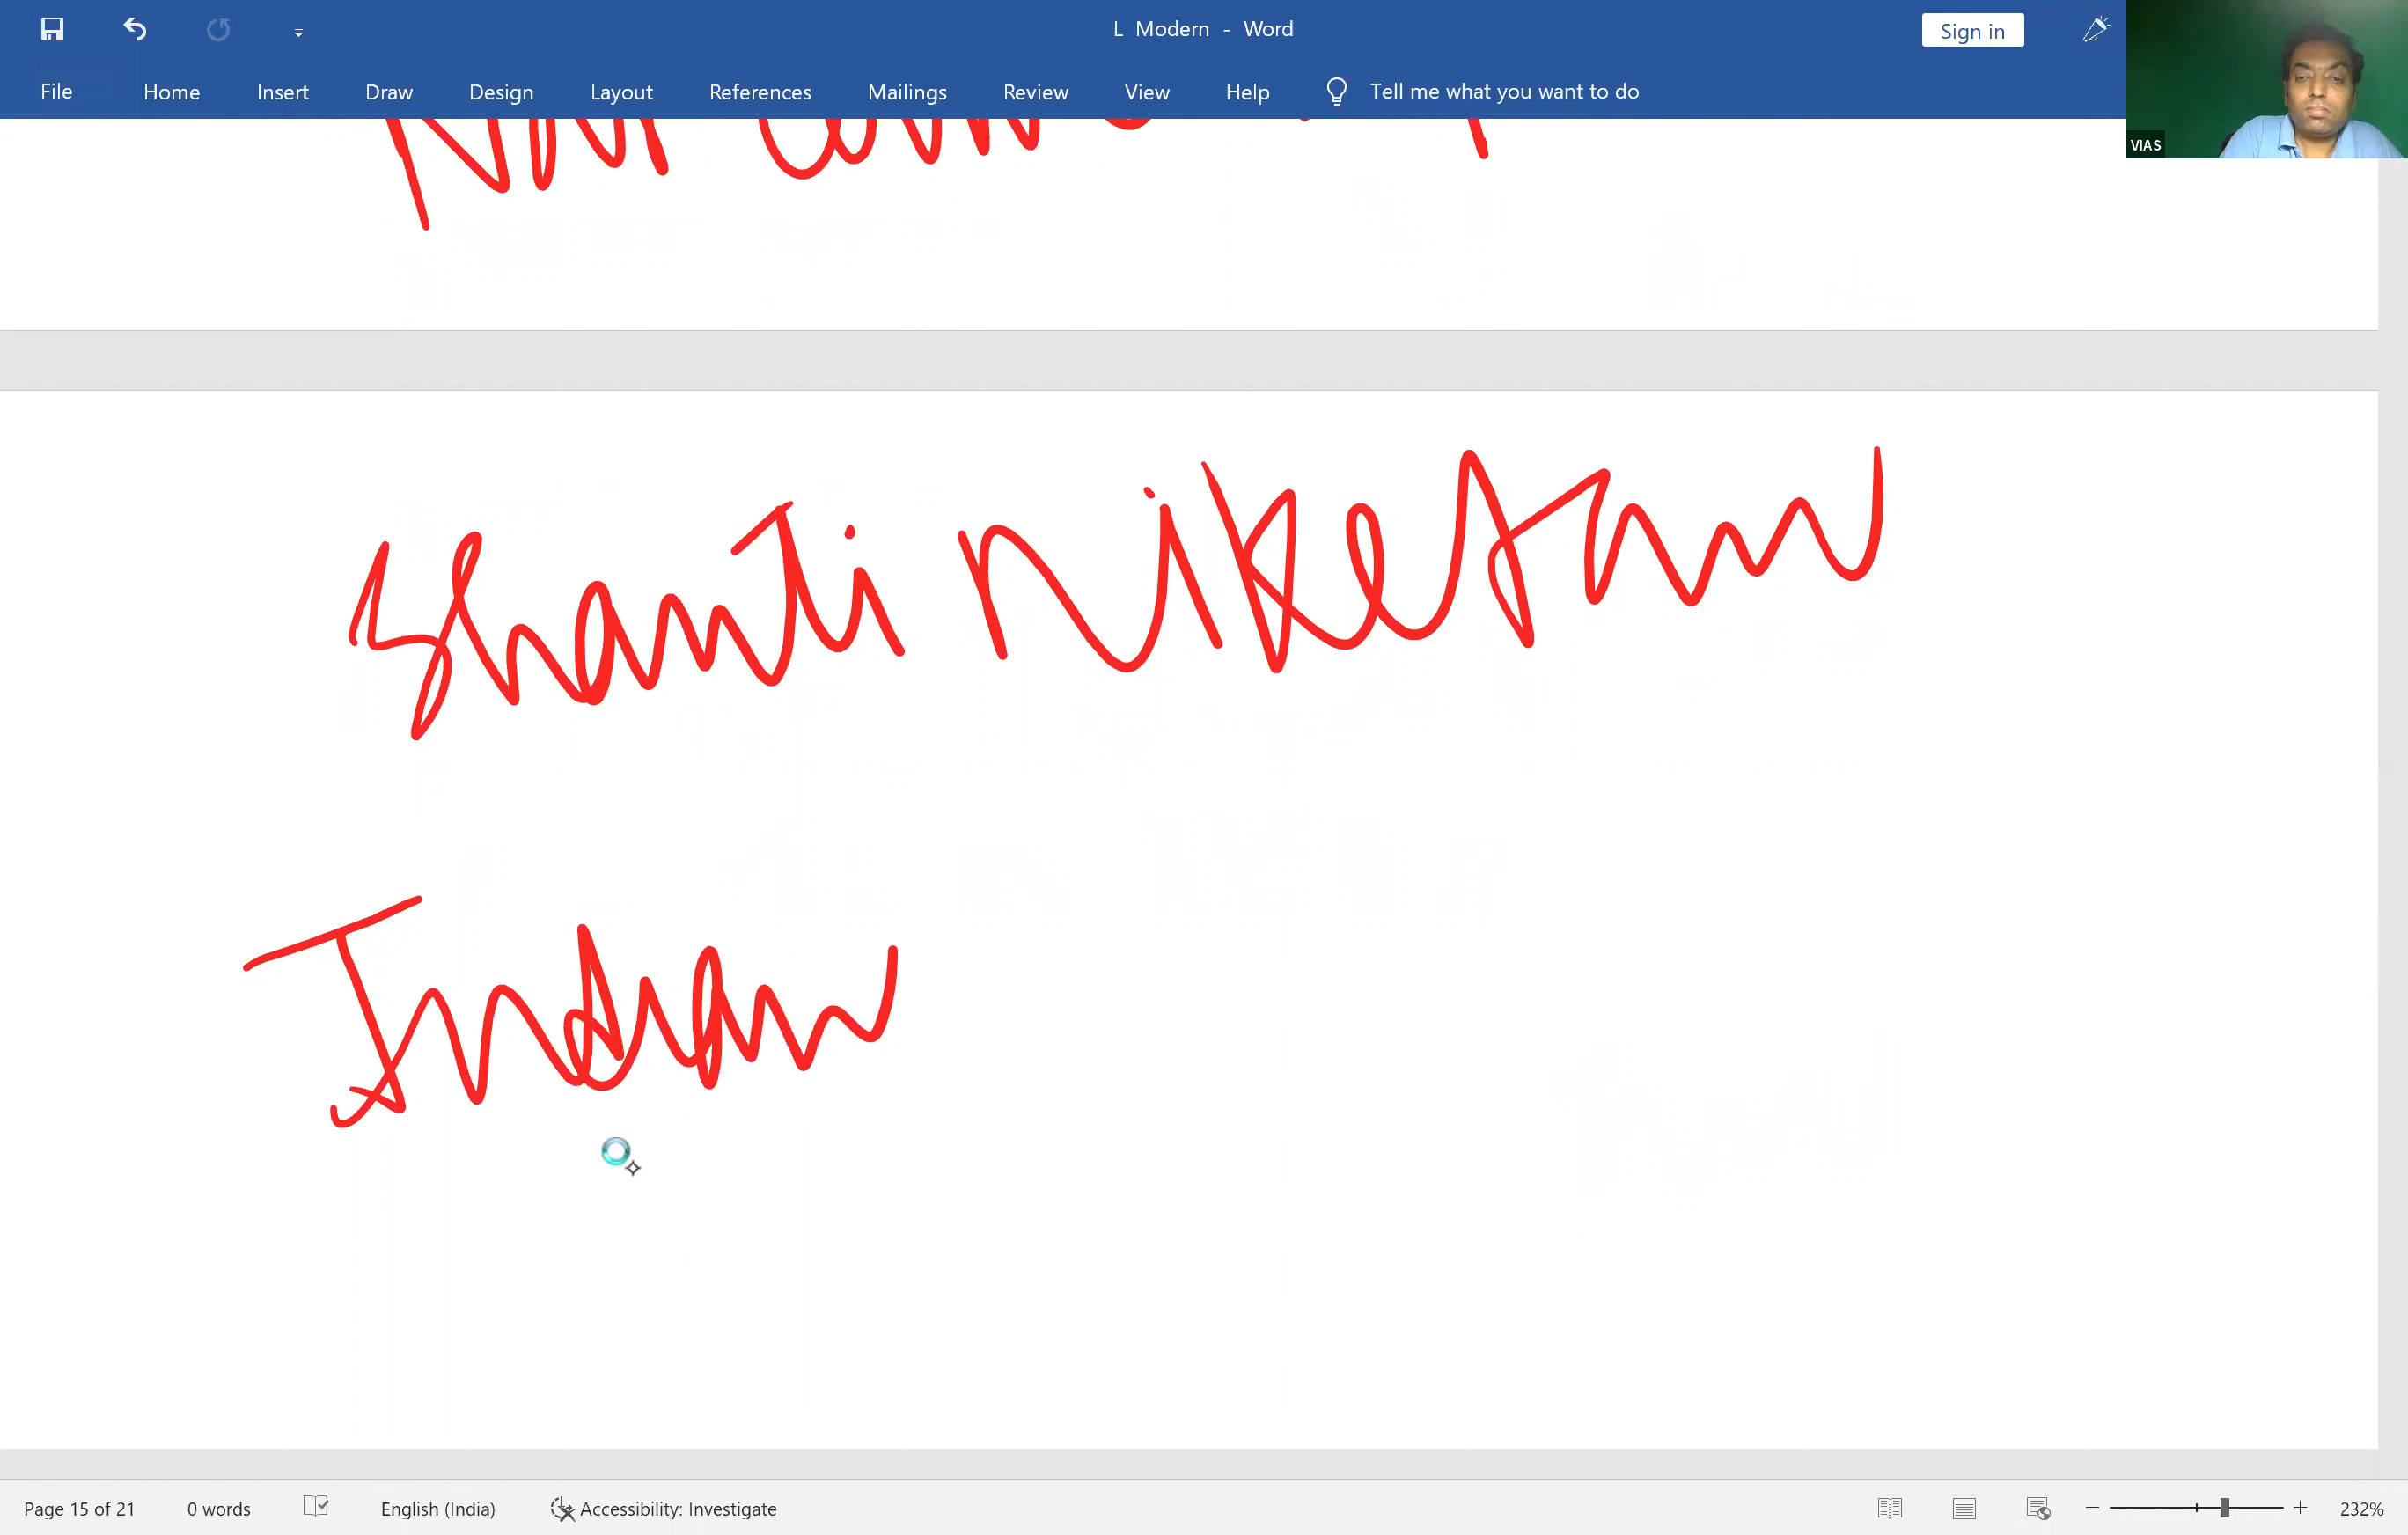 L Modern - Word
Sign in
File Home Insert Draw Design Layout References Mailings Review View Help Tell me what you want to do
VIAS
Shanti Niketan
Indian
Page 15 of 21 0 words English (India) Accessibility: Investigate 232%